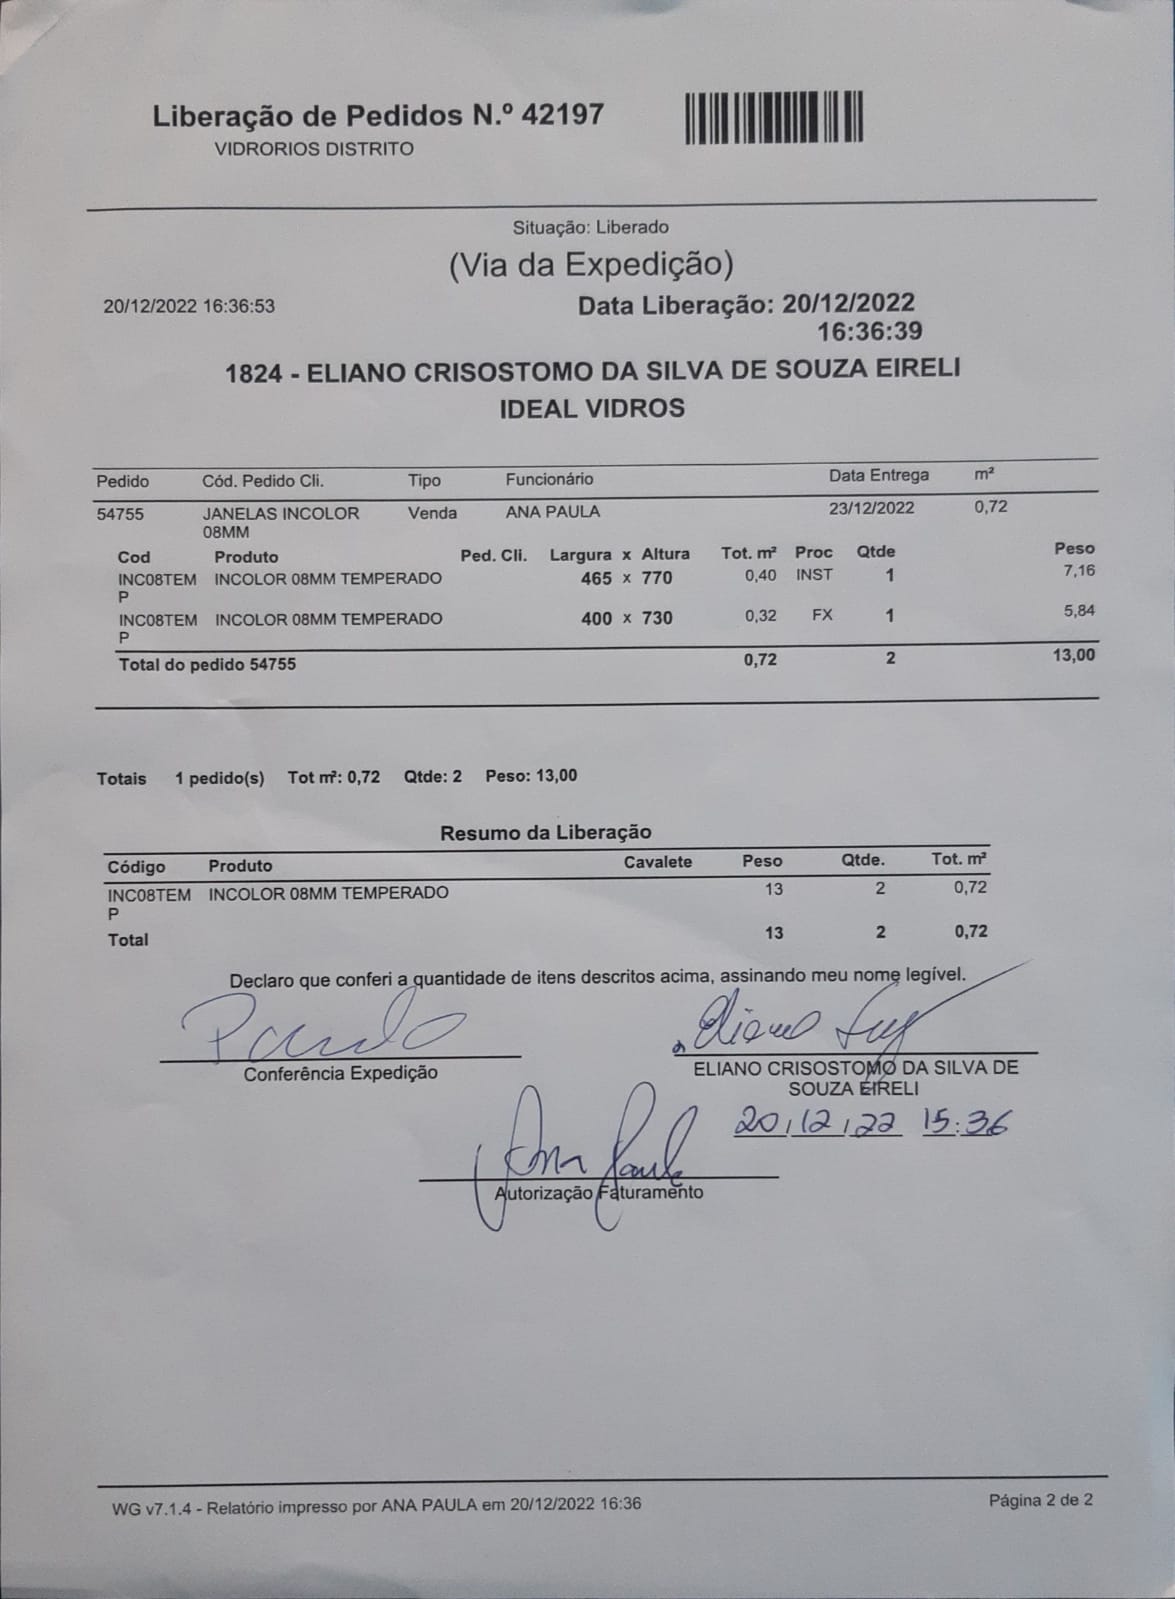 Liberação de Pedidos N.º 42197
VIDRORIOS DISTRITO
Situação: Liberado
(Via da Expedição)
20/12/2022 16:36:53 Data Liberação: 20/12/2022
16:36:39
1824 - ELIANO CRISOSTOMO DA SILVA DE SOUZA EIRELI
IDEAL VIDROS
Pedido Cód. Pedido Cli. Tipo Funcionário Data Entrega m²
54755 JANELAS INCOLOR Venda ANA PAULA 23/12/2022 0,72
08MM
Cod Produto Ped. Cli. Largura x Altura Tot. m² Proc Qtde Peso
INC08TEM INCOLOR 08MM TEMPERADO 465 x 770 0,40 INST 1 7,16
P
INC08TEM INCOLOR 08MM TEMPERADO 400 x 730 0,32 FX 1 5,84
P
Total do pedido 54755 0,72 2 13,00
Totais 1 pedido(s) Tot m²: 0,72 Qtde: 2 Peso: 13,00
Resumo da Liberação
Código Produto Cavalete Peso Qtde. Tot. m²
INC08TEM INCOLOR 08MM TEMPERADO 13 2 0,72
P
Total 13 2 0,72
Declaro que conferi a quantidade de itens descritos acima, assinando meu nome legível.
Paulo Eliano
Conferência Expedição ELIANO CRISOSTOMO DA SILVA DE
SOUZA EIRELI
20/12/22 15:36
Ana Paula
Autorização Faturamento
WG v7.1.4 - Relatório impresso por ANA PAULA em 20/12/2022 16:36 Página 2 de 2